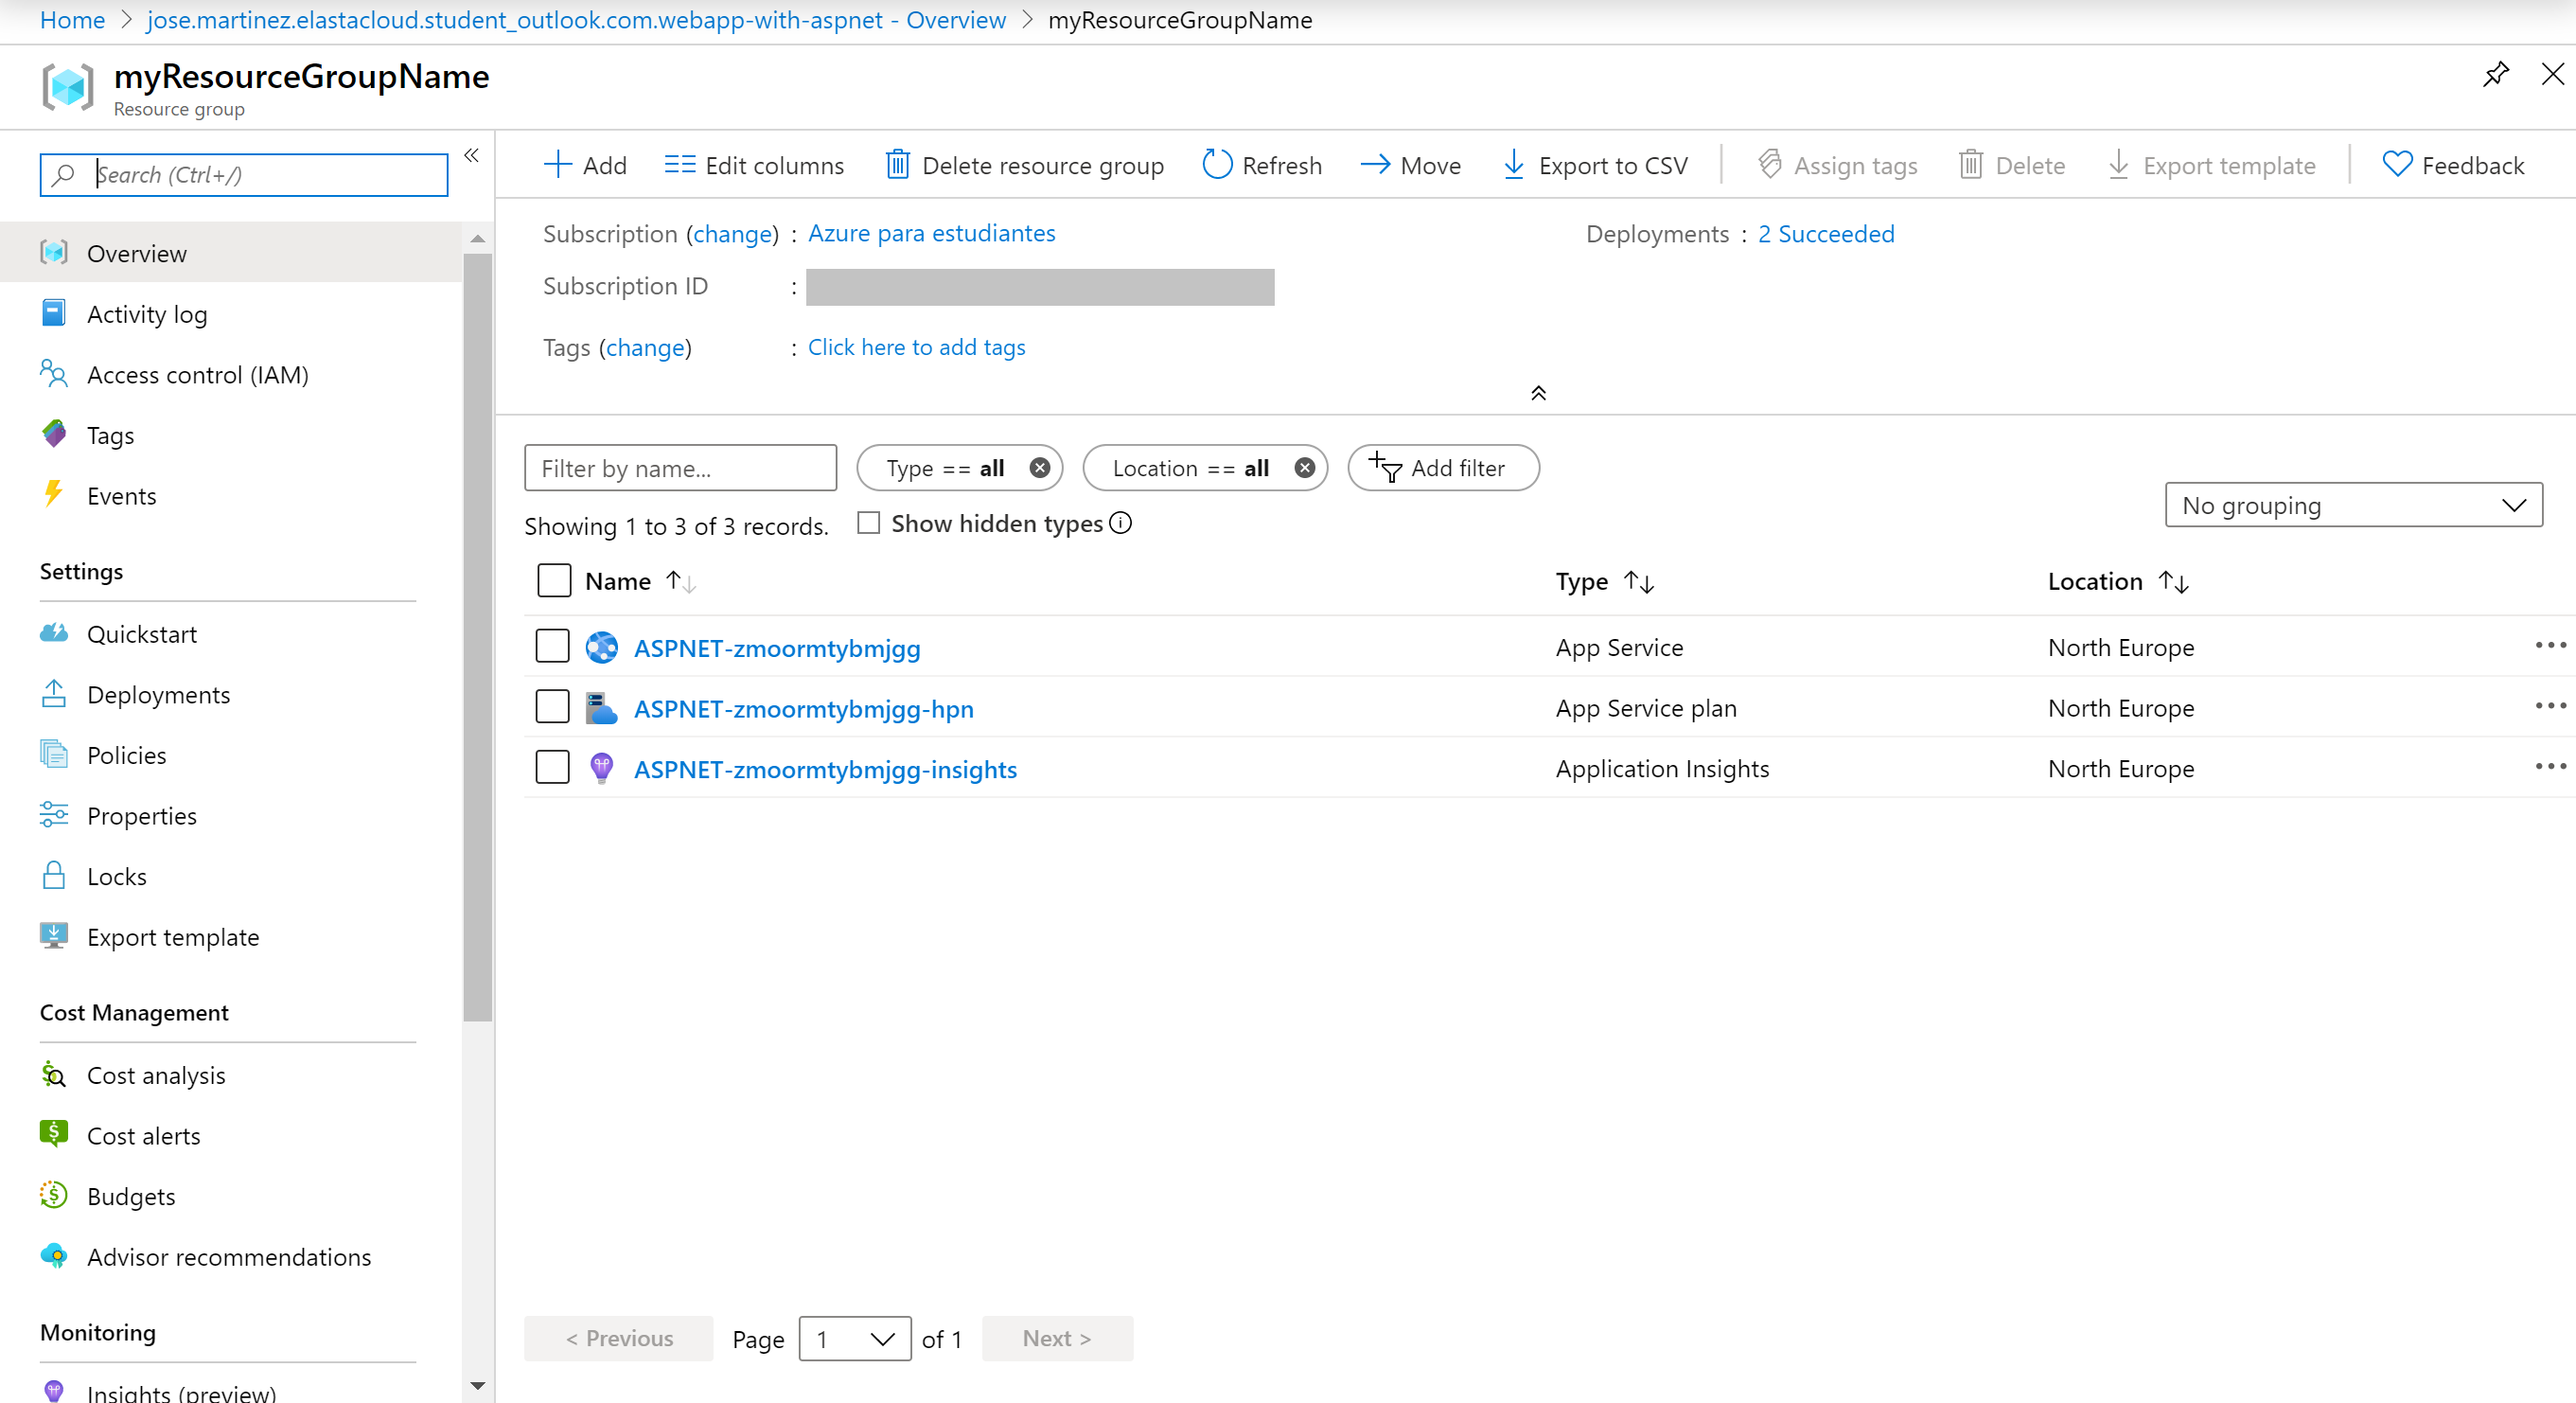 Home > jose.martinez.elastacloud.student_outlook.com.webapp-with-aspnet - Overview > myResourceGroupName
myResourceGroupName
Resource group
Search (Ctrl+/)
Add
Edit columns
Delete resource group
Refresh
Move
Export to CSV
Assign tags
Delete
Export template
Feedback
Overview
Activity log
Access control (IAM)
Tags
Events
Settings
Quickstart
Deployments
Policies
Properties
Locks
Export template
Cost Management
Cost analysis
Cost alerts
Budgets
Advisor recommendations
Monitoring
Insights (preview)
Subscription (change) : Azure para estudiantes
Deployments : 2 Succeeded
Subscription ID :
Tags (change) : Click here to add tags
Filter by name...
Type == all
Location == all
Add filter
No grouping
Showing 1 to 3 of 3 records.
Show hidden types
Name Type Location
ASPNET-zmoormtybmjgg App Service North Europe
ASPNET-zmoormtybmjgg-hpn App Service plan North Europe
ASPNET-zmoormtybmjgg-insights Application Insights North Europe
< Previous Page 1 of 1 Next >